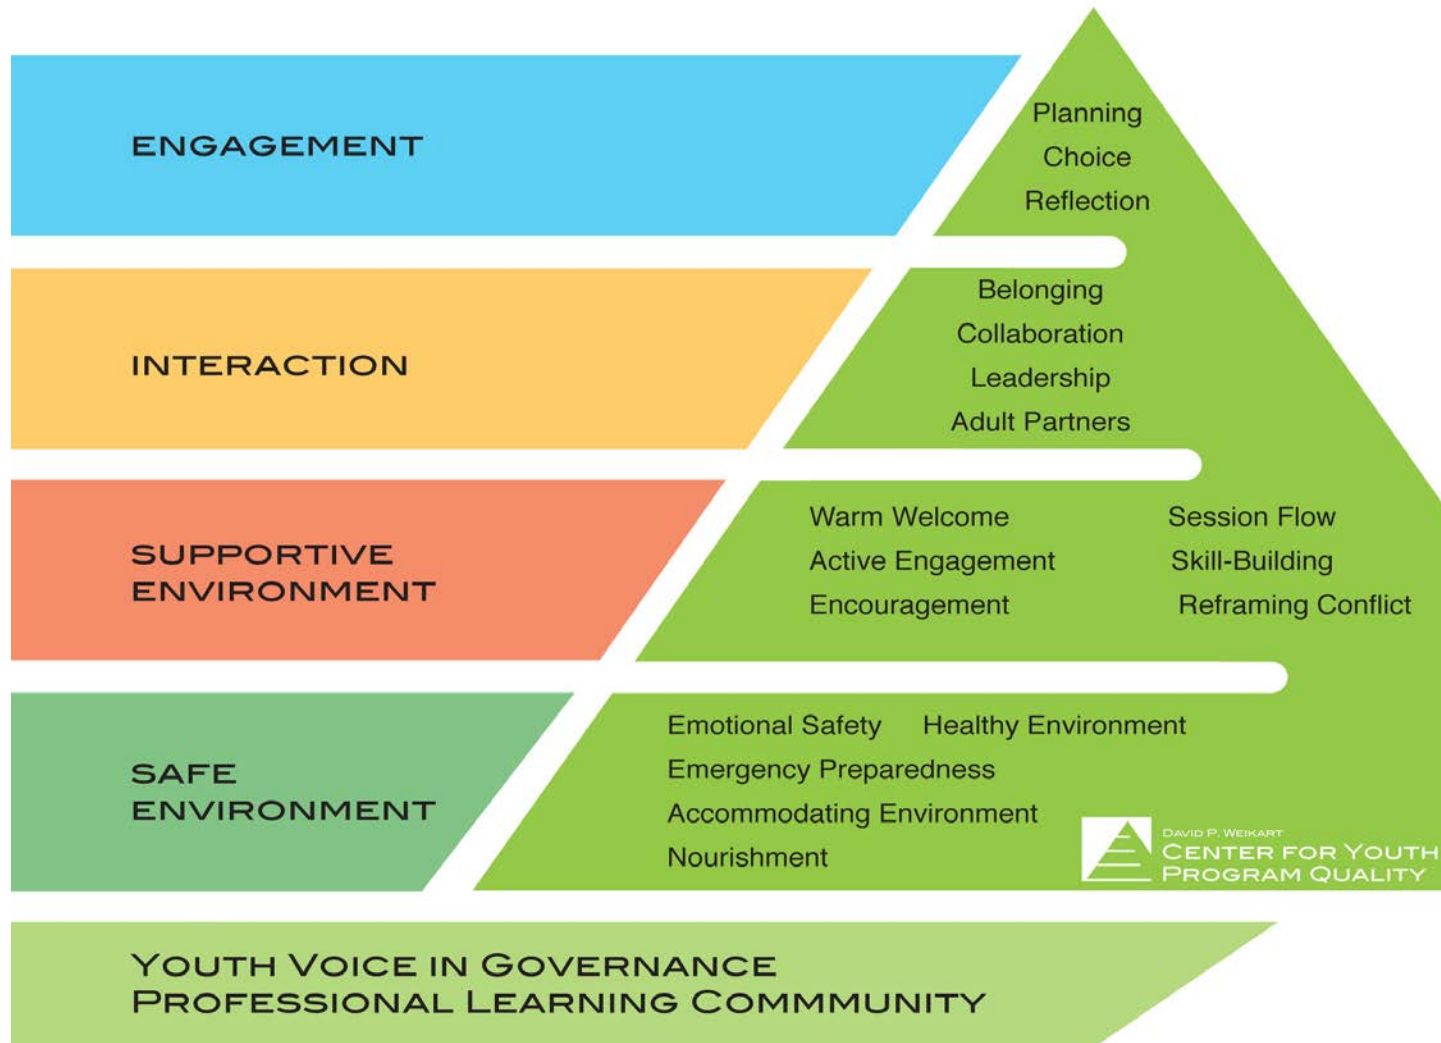 ENGAGEMENT
Planning
Choice
Reflection
INTERACTION
Belonging
Collaboration
Leadership
Adult Partners
SUPPORTIVE
ENVIRONMENT
Warm Welcome
Active Engagement
Encouragement
Session Flow
Skill-Building
Reframing Conflict
SAFE
ENVIRONMENT
Emotional Safety Healthy Environment
Emergency Preparedness
Accommodating Environment
Nourishment
DAVID P. WEIKART
CENTER FOR YOUTH
PROGRAM QUALITY
YOUTH VOICE IN GOVERNANCE
PROFESSIONAL LEARNING COMMMUNITY